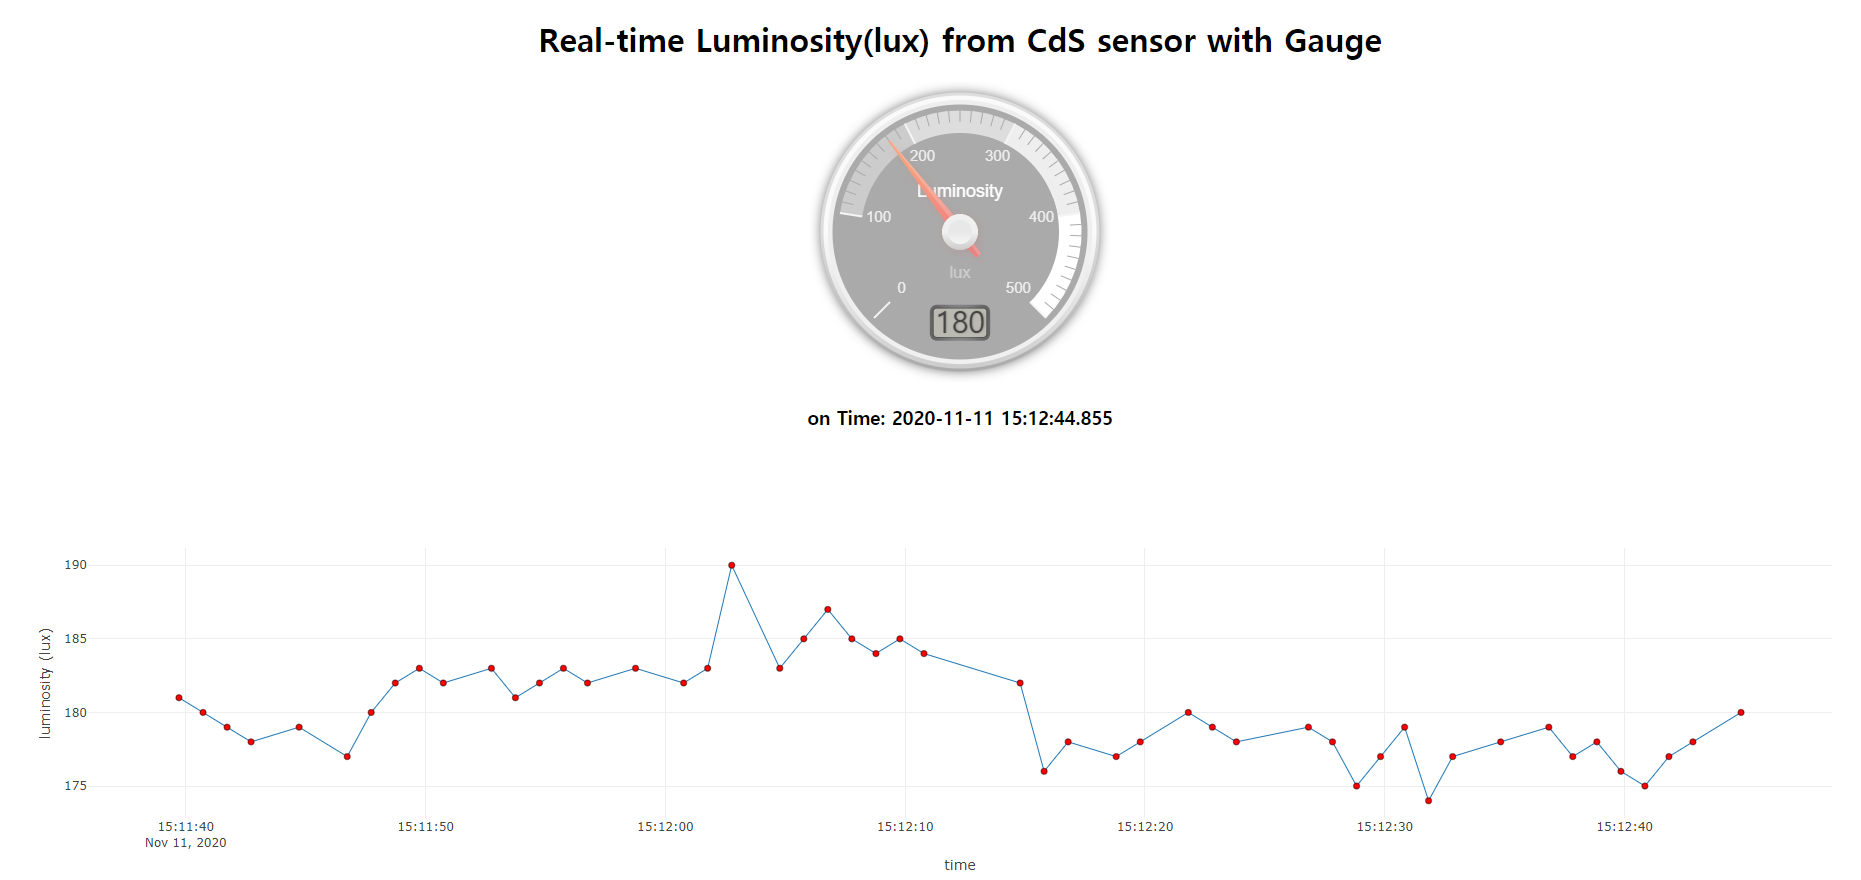 Real-time Luminosity(lux) from CdS sensor with Gauge
200 300
Luminosity
100 400
lux
0 500
180
on Time: 2020-11-11 15:12:44.855
190
185
180
175
luminosity (lux)
15:11:40 15:11:50 15:12:00 15:12:10 15:12:20 15:12:30 15:12:40
Nov 11, 2020
time